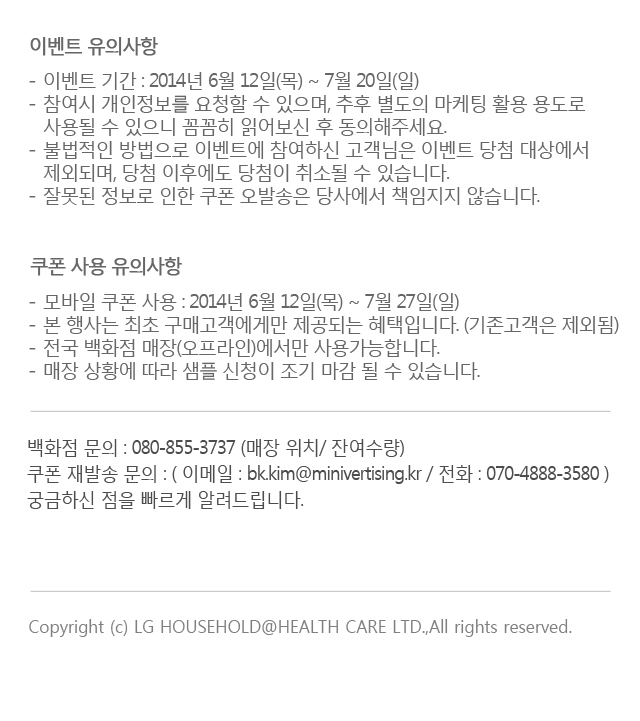 이벤트 유의사항
- 이벤트 기간 : 2014년 6월 12일(목) ~ 7월 20일(일)
- 참여시 개인정보를 요청할 수 있으며, 추후 별도의 마케팅 활용 용도로
사용될 수 있으니 꼼꼼히 읽어보신 후 동의해주세요.
- 불법적인 방법으로 이벤트에 참여하신 고객님은 이벤트 당첨 대상에서
제외되며, 당첨 이후에도 당첨이 취소될 수 있습니다.
- 잘못된 정보로 인한 쿠폰 오발송은 당사에서 책임지지 않습니다.
쿠폰 사용 유의사항
- 모바일 쿠폰 사용 : 2014년 6월 12일(목) ~ 7월 27일(일)
- 본 행사는 최초 구매고객에게만 제공되는 혜택입니다. (기존고객은 제외됨)
- 전국 백화점 매장(오프라인)에서만 사용가능합니다.
- 매장 상황에 따라 샘플 신청이 조기 마감 될 수 있습니다.
백화점 문의 : 080-855-3737 (매장 위치/ 잔여수량)
쿠폰 재발송 문의 : ( 이메일 : bk.kim@minivertising.kr / 전화 : 070-4888-3580 )
궁금하신 점을 빠르게 알려드립니다.
Copyright (c) LG HOUSEHOLD@HEALTH CARE LTD.,All rights reserved.